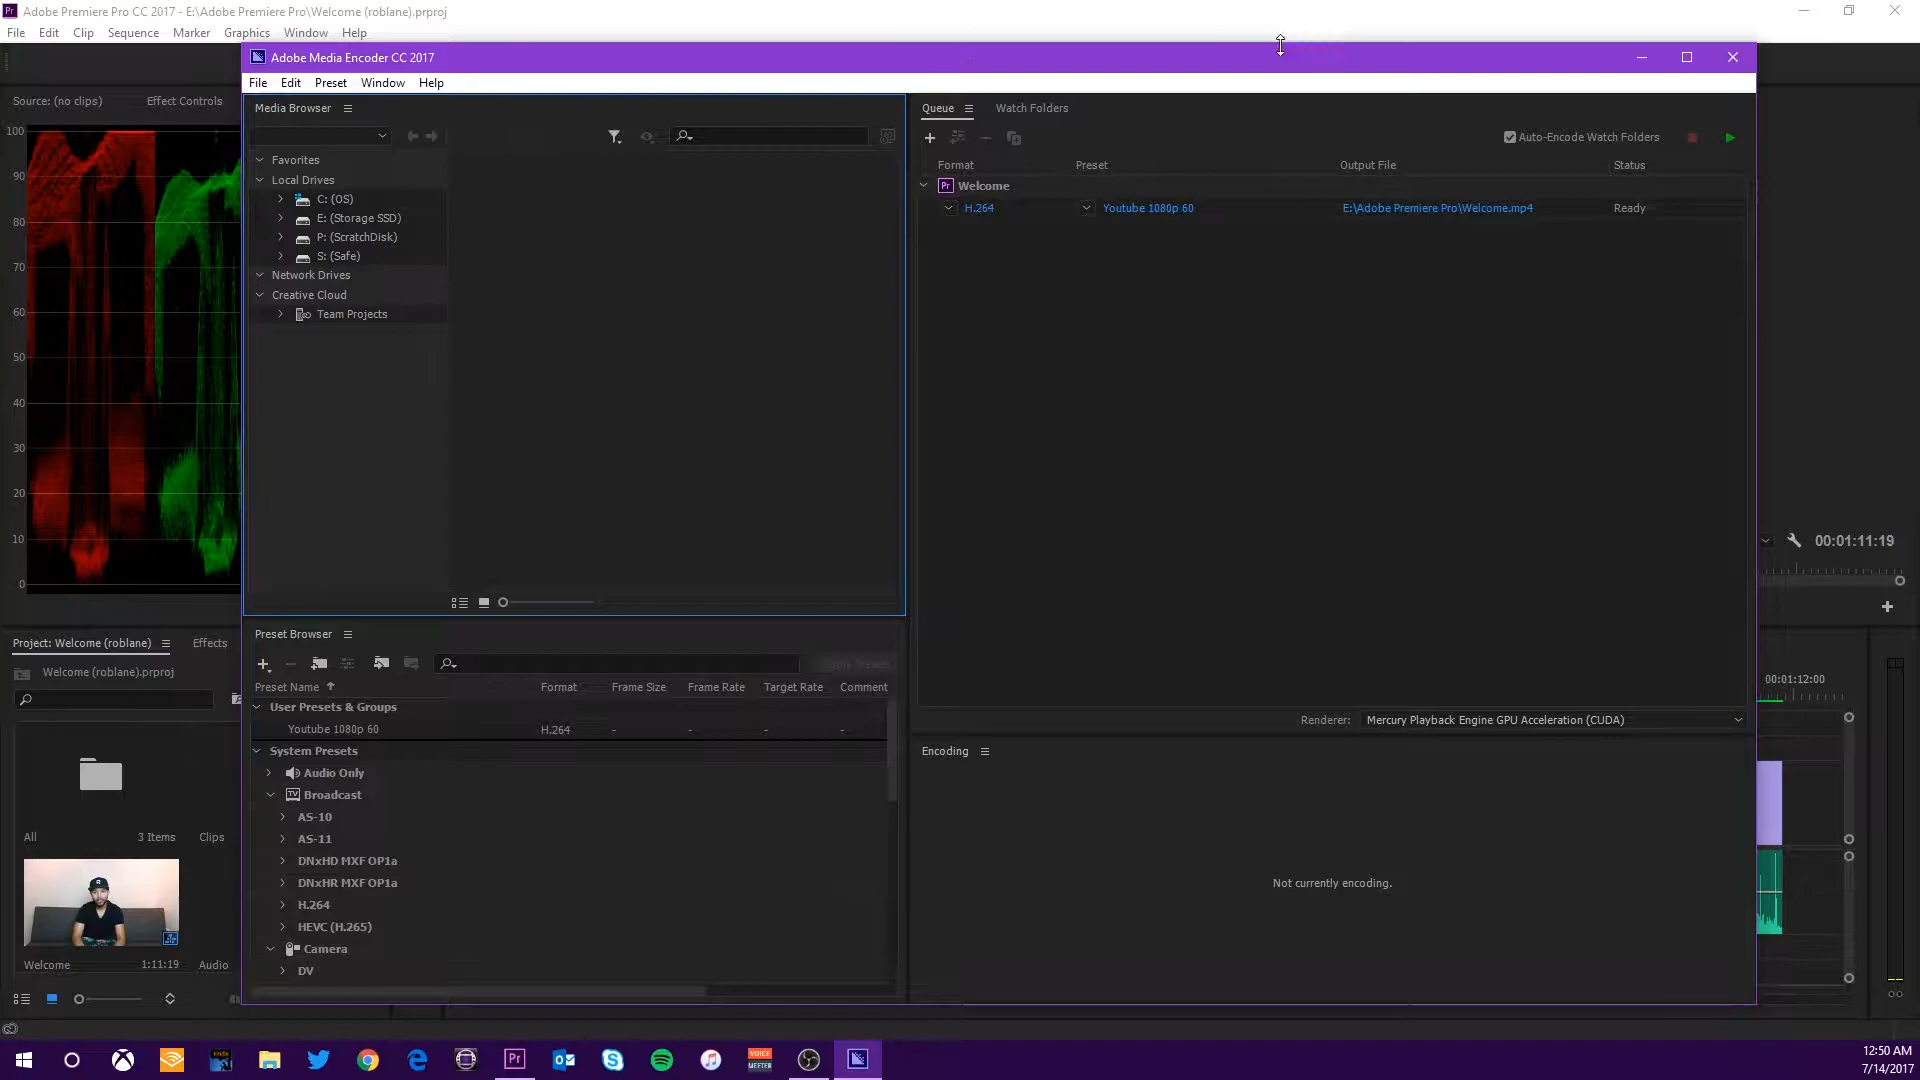 Adobe Premiere Pro CC 2017 - E:\Adobe Premiere Pro\Welcome (roblane).prproj
File Edit Clip Sequence Marker Graphics Window Help
Adobe Media Encoder CC 2017
File Edit Preset Window Help
Source: (no clips) Effect Controls
100
90
80
70
60
50
40
30
20
10
0
Media Browser
Favorites
Local Drives
C: (OS)
E: (Storage SSD)
P: (ScratchDisk)
S: (Safe)
Network Drives
Creative Cloud
Team Projects
Queue Watch Folders
Auto-Encode Watch Folders
Format Preset Output File Status
Pr Welcome
H.264 Youtube 1080p 60 E:\Adobe Premiere Pro\Welcome.mp4 Ready
Renderer: Mercury Playback Engine GPU Acceleration (CUDA)
00:01:11:19
00:01:12:00
Project: Welcome (roblane) Effects
Welcome (roblane).prproj
All 3 Items Clips
Welcome 1:11:19 Audio
Preset Browser
Preset Name Format Frame Size Frame Rate Target Rate Comment
User Presets & Groups
Youtube 1080p 60 H.264 - - - -
System Presets
Audio Only
Broadcast
AS-10
AS-11
DNxHD MXF OP1a
DNxHR MXF OP1a
H.264
HEVC (H.265)
Camera
DV
Encoding
Not currently encoding.
kindle
Pr
VOICE
MEETER
12:50 AM
7/14/2017